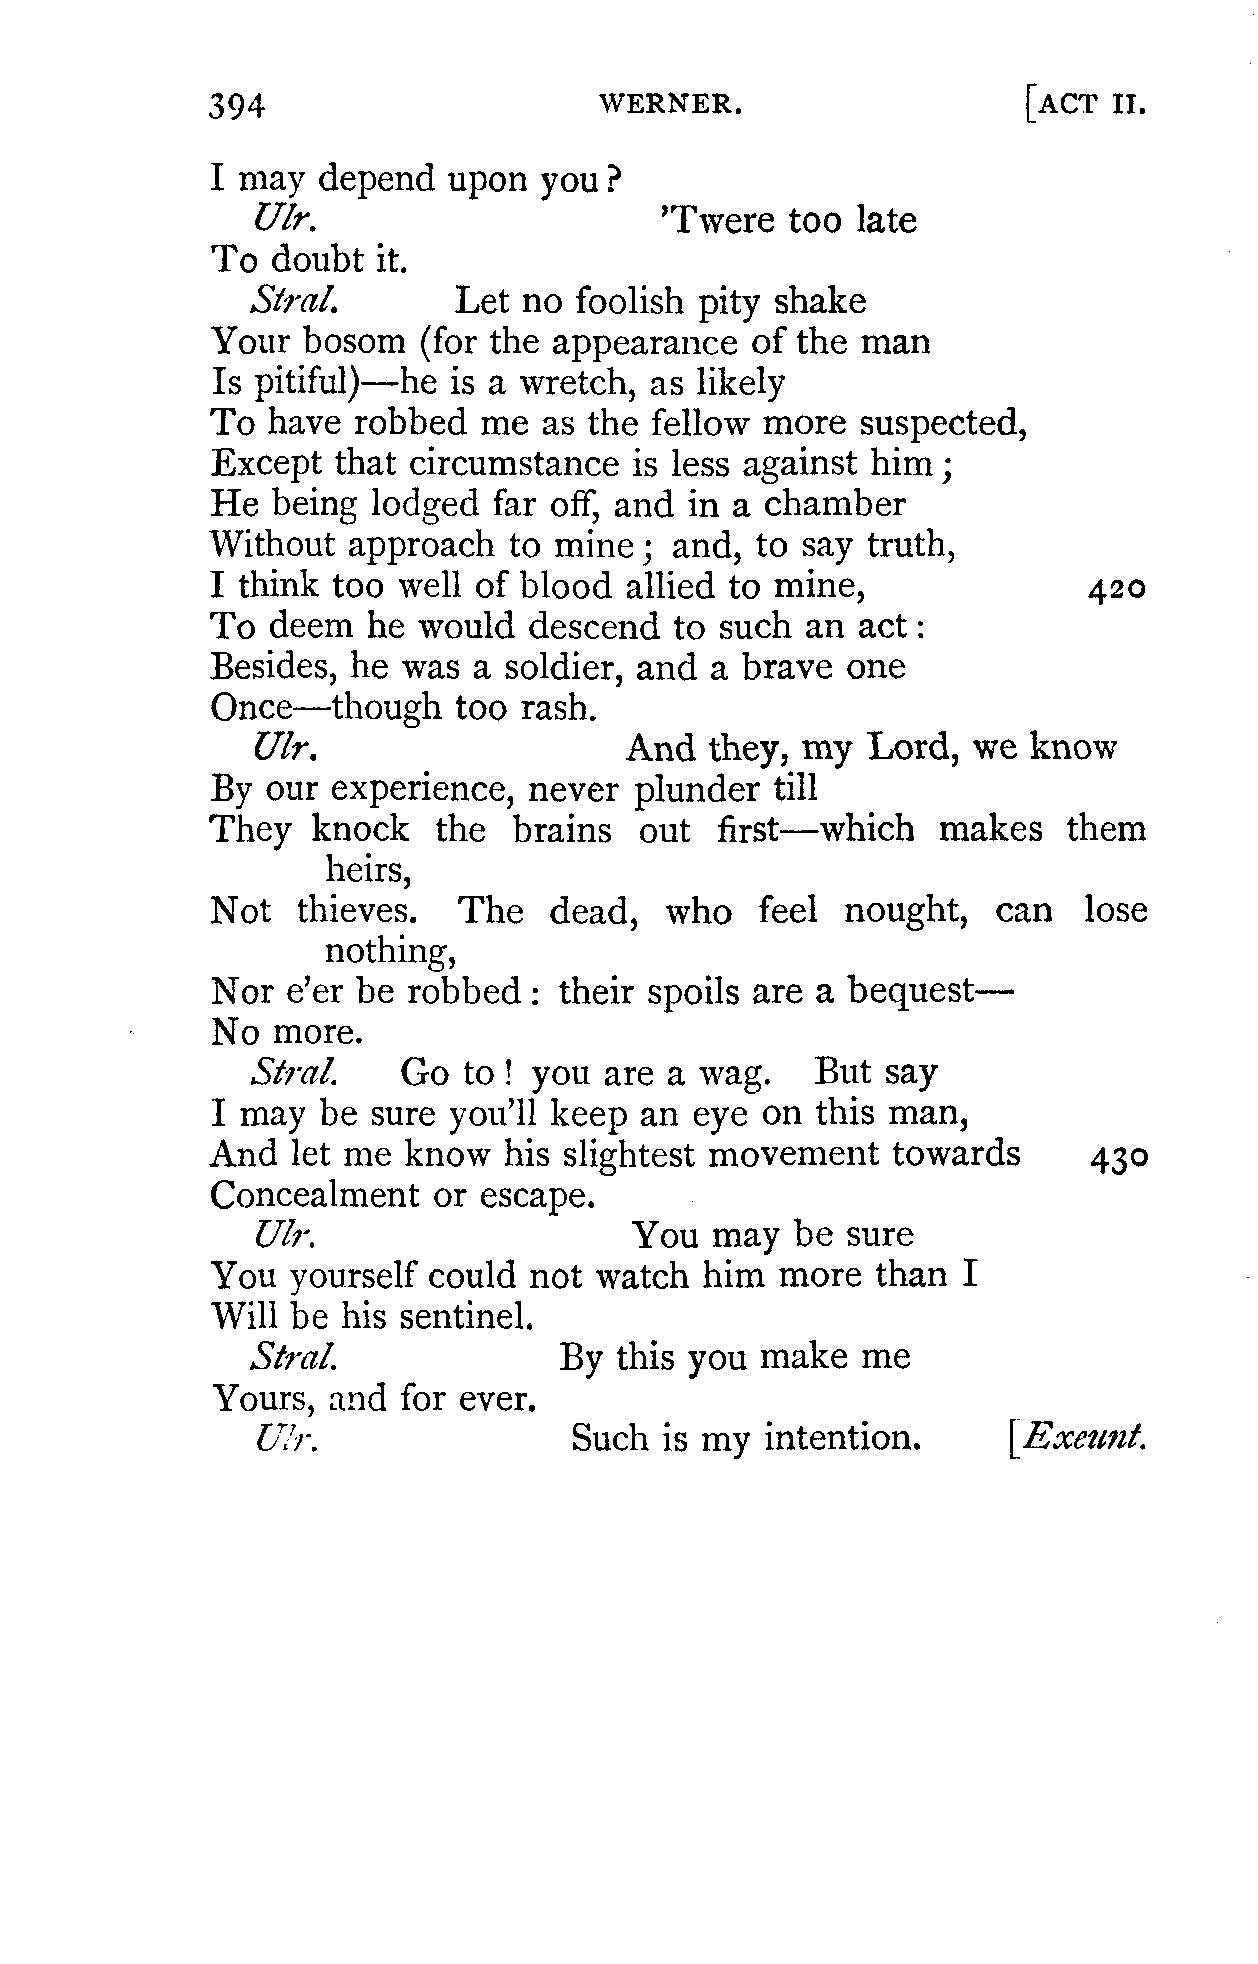 394 WERNER. [ACT II.
I may depend upon you?
Ulr. 'Twere too late
To doubt it.
Stral. Let no foolish pity shake
Your bosom (for the appearance of the man
Is pitiful)—he is a wretch, as likely
To have robbed me as the fellow more suspected,
Except that circumstance is less against him;
He being lodged far off, and in a chamber
Without approach to mine; and, to say truth,
I think too well of blood allied to mine, 420
To deem he would descend to such an act:
Besides, he was a soldier, and a brave one
Once—though too rash.
Ulr. And they, my Lord, we know
By our experience, never plunder till
They knock the brains out first—which makes them
heirs,
Not thieves. The dead, who feel nought, can lose
nothing,
Nor e'er be robbed: their spoils are a bequest—
No more.
Stral. Go to! you are a wag. But say
I may be sure you'll keep an eye on this man,
And let me know his slightest movement towards 430
Concealment or escape.
Ulr. You may be sure
You yourself could not watch him more than I
Will be his sentinel.
Stral. By this you make me
Yours, and for ever.
Ulr. Such is my intention. [Exeunt.